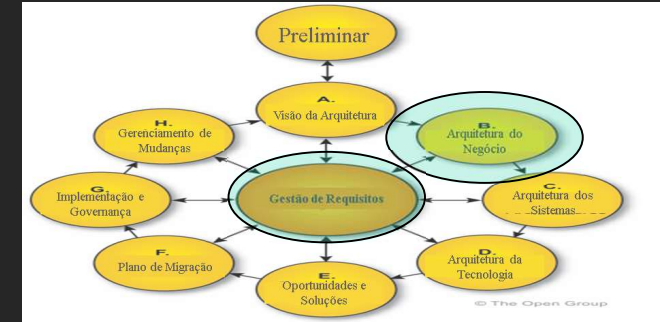 Preliminar
A.
Visão da Arquitetura
B.
Arquitetura do
Negócio
C.
Arquitetura dos
Sistemas
D.
Arquitetura da
Tecnologia
E.
Oportunidades e
Soluções
F.
Plano de Migração
G.
Implementação e
Governança
H.
Gerenciamento de
Mudanças
Gestão de Requisitos
© The Open Group